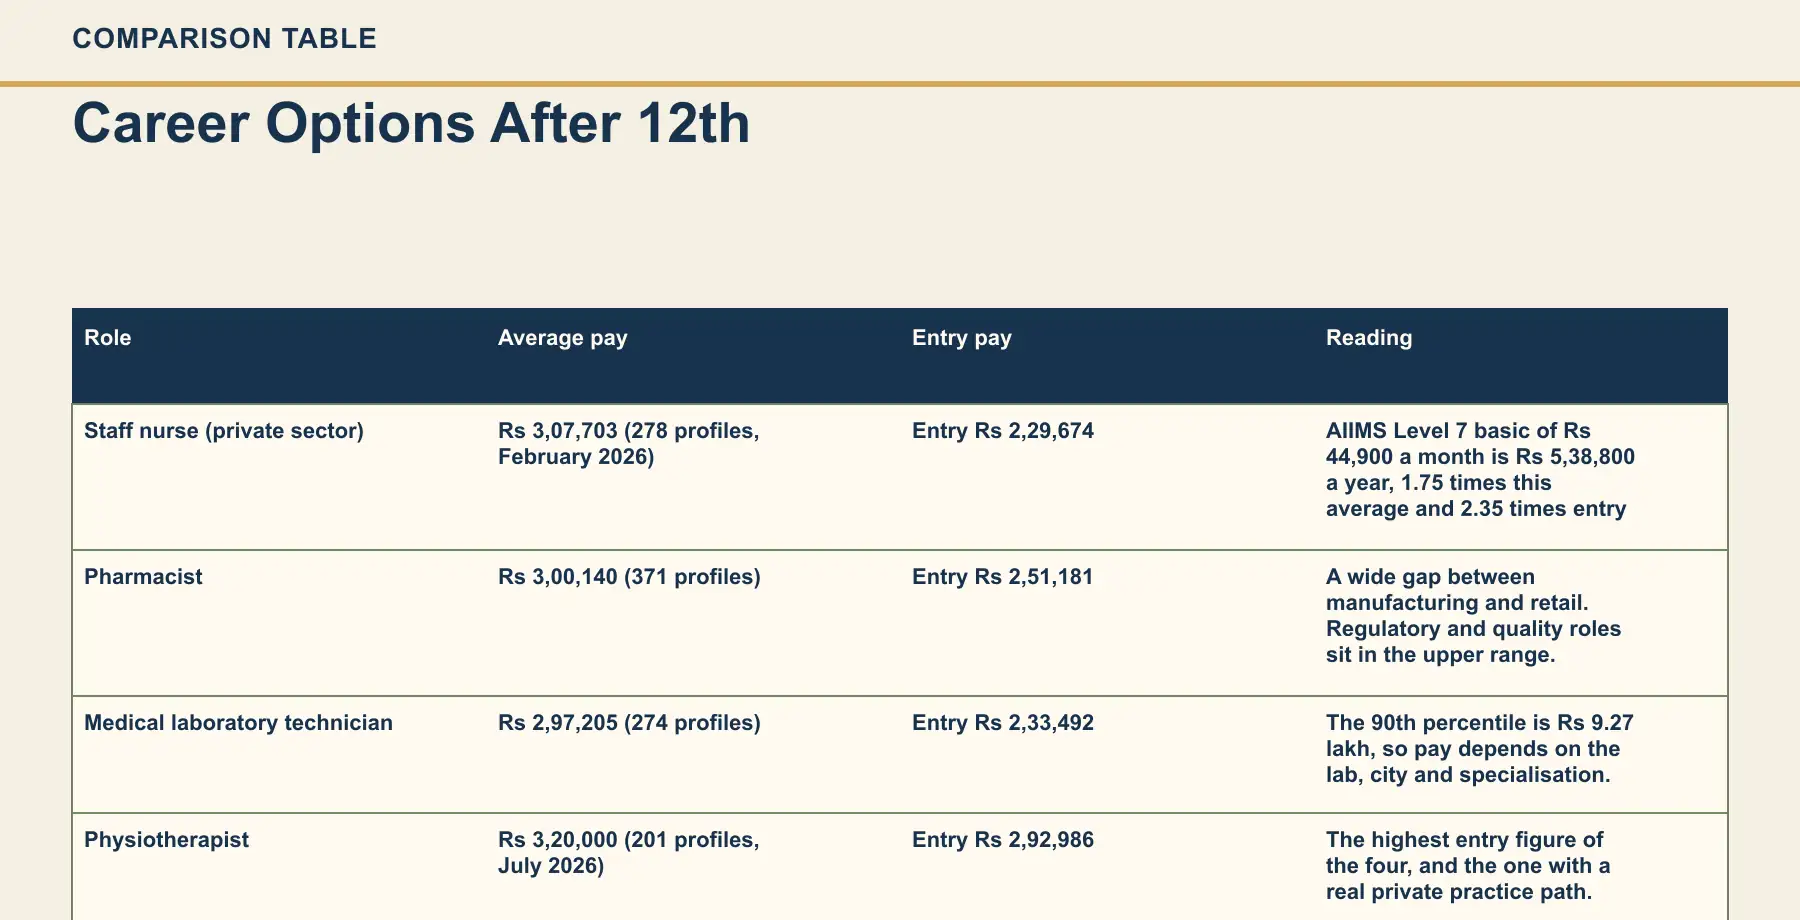 COMPARISON TABLE
Career Options After 12th
Role
Average pay
Entry pay
Reading
Staff nurse (private sector)
Rs 3,07,703 (278 profiles,
February 2026)
Entry Rs 2,29,674
AIIMS Level 7 basic of Rs
44,900 a month is Rs 5,38,800
a year, 1.75 times this
average and 2.35 times entry
Pharmacist
Rs 3,00,140 (371 profiles)
Entry Rs 2,51,181
A wide gap between
manufacturing and retail.
Regulatory and quality roles
sit in the upper range.
Medical laboratory technician
Rs 2,97,205 (274 profiles)
Entry Rs 2,33,492
The 90th percentile is Rs 9.27
lakh, so pay depends on the
lab, city and specialisation.
Physiotherapist
Rs 3,20,000 (201 profiles,
July 2026)
Entry Rs 2,92,986
The highest entry figure of
the four, and the one with a
real private practice path.